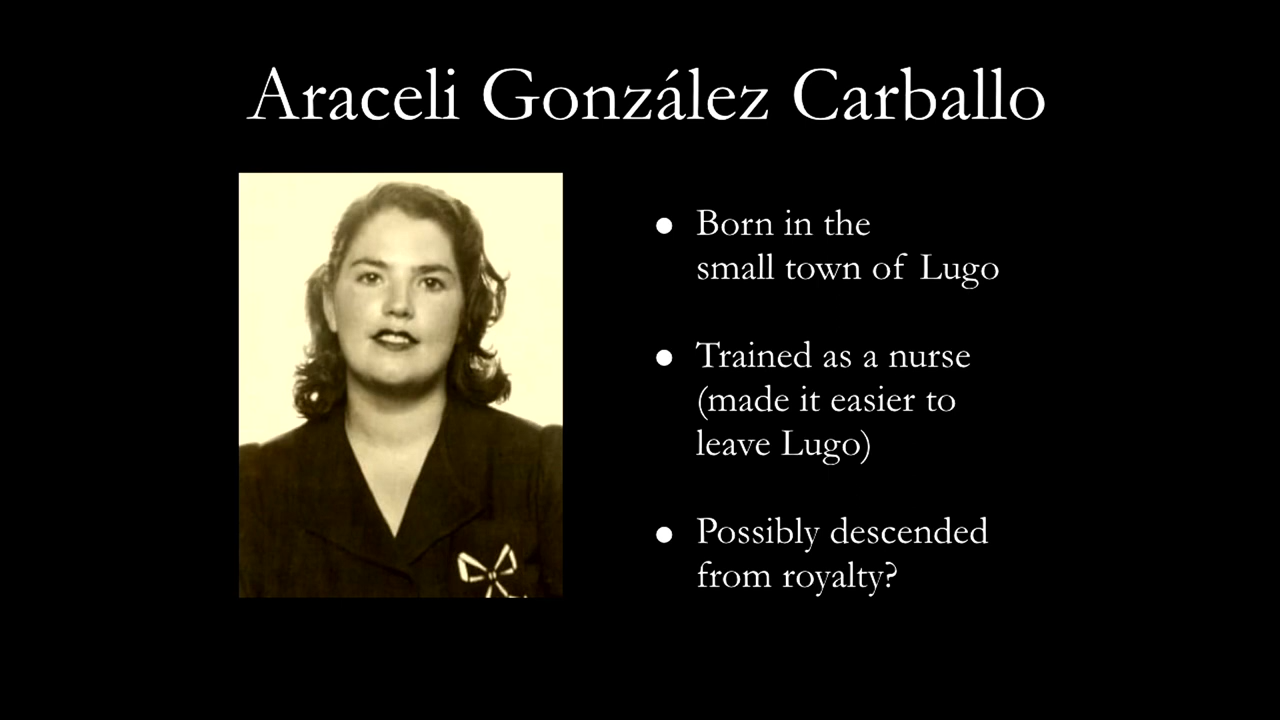 Araceli González Carballo
● Born in the
small town of Lugo
● Trained as a nurse
(made it easier to
leave Lugo)
● Possibly descended
from royalty?